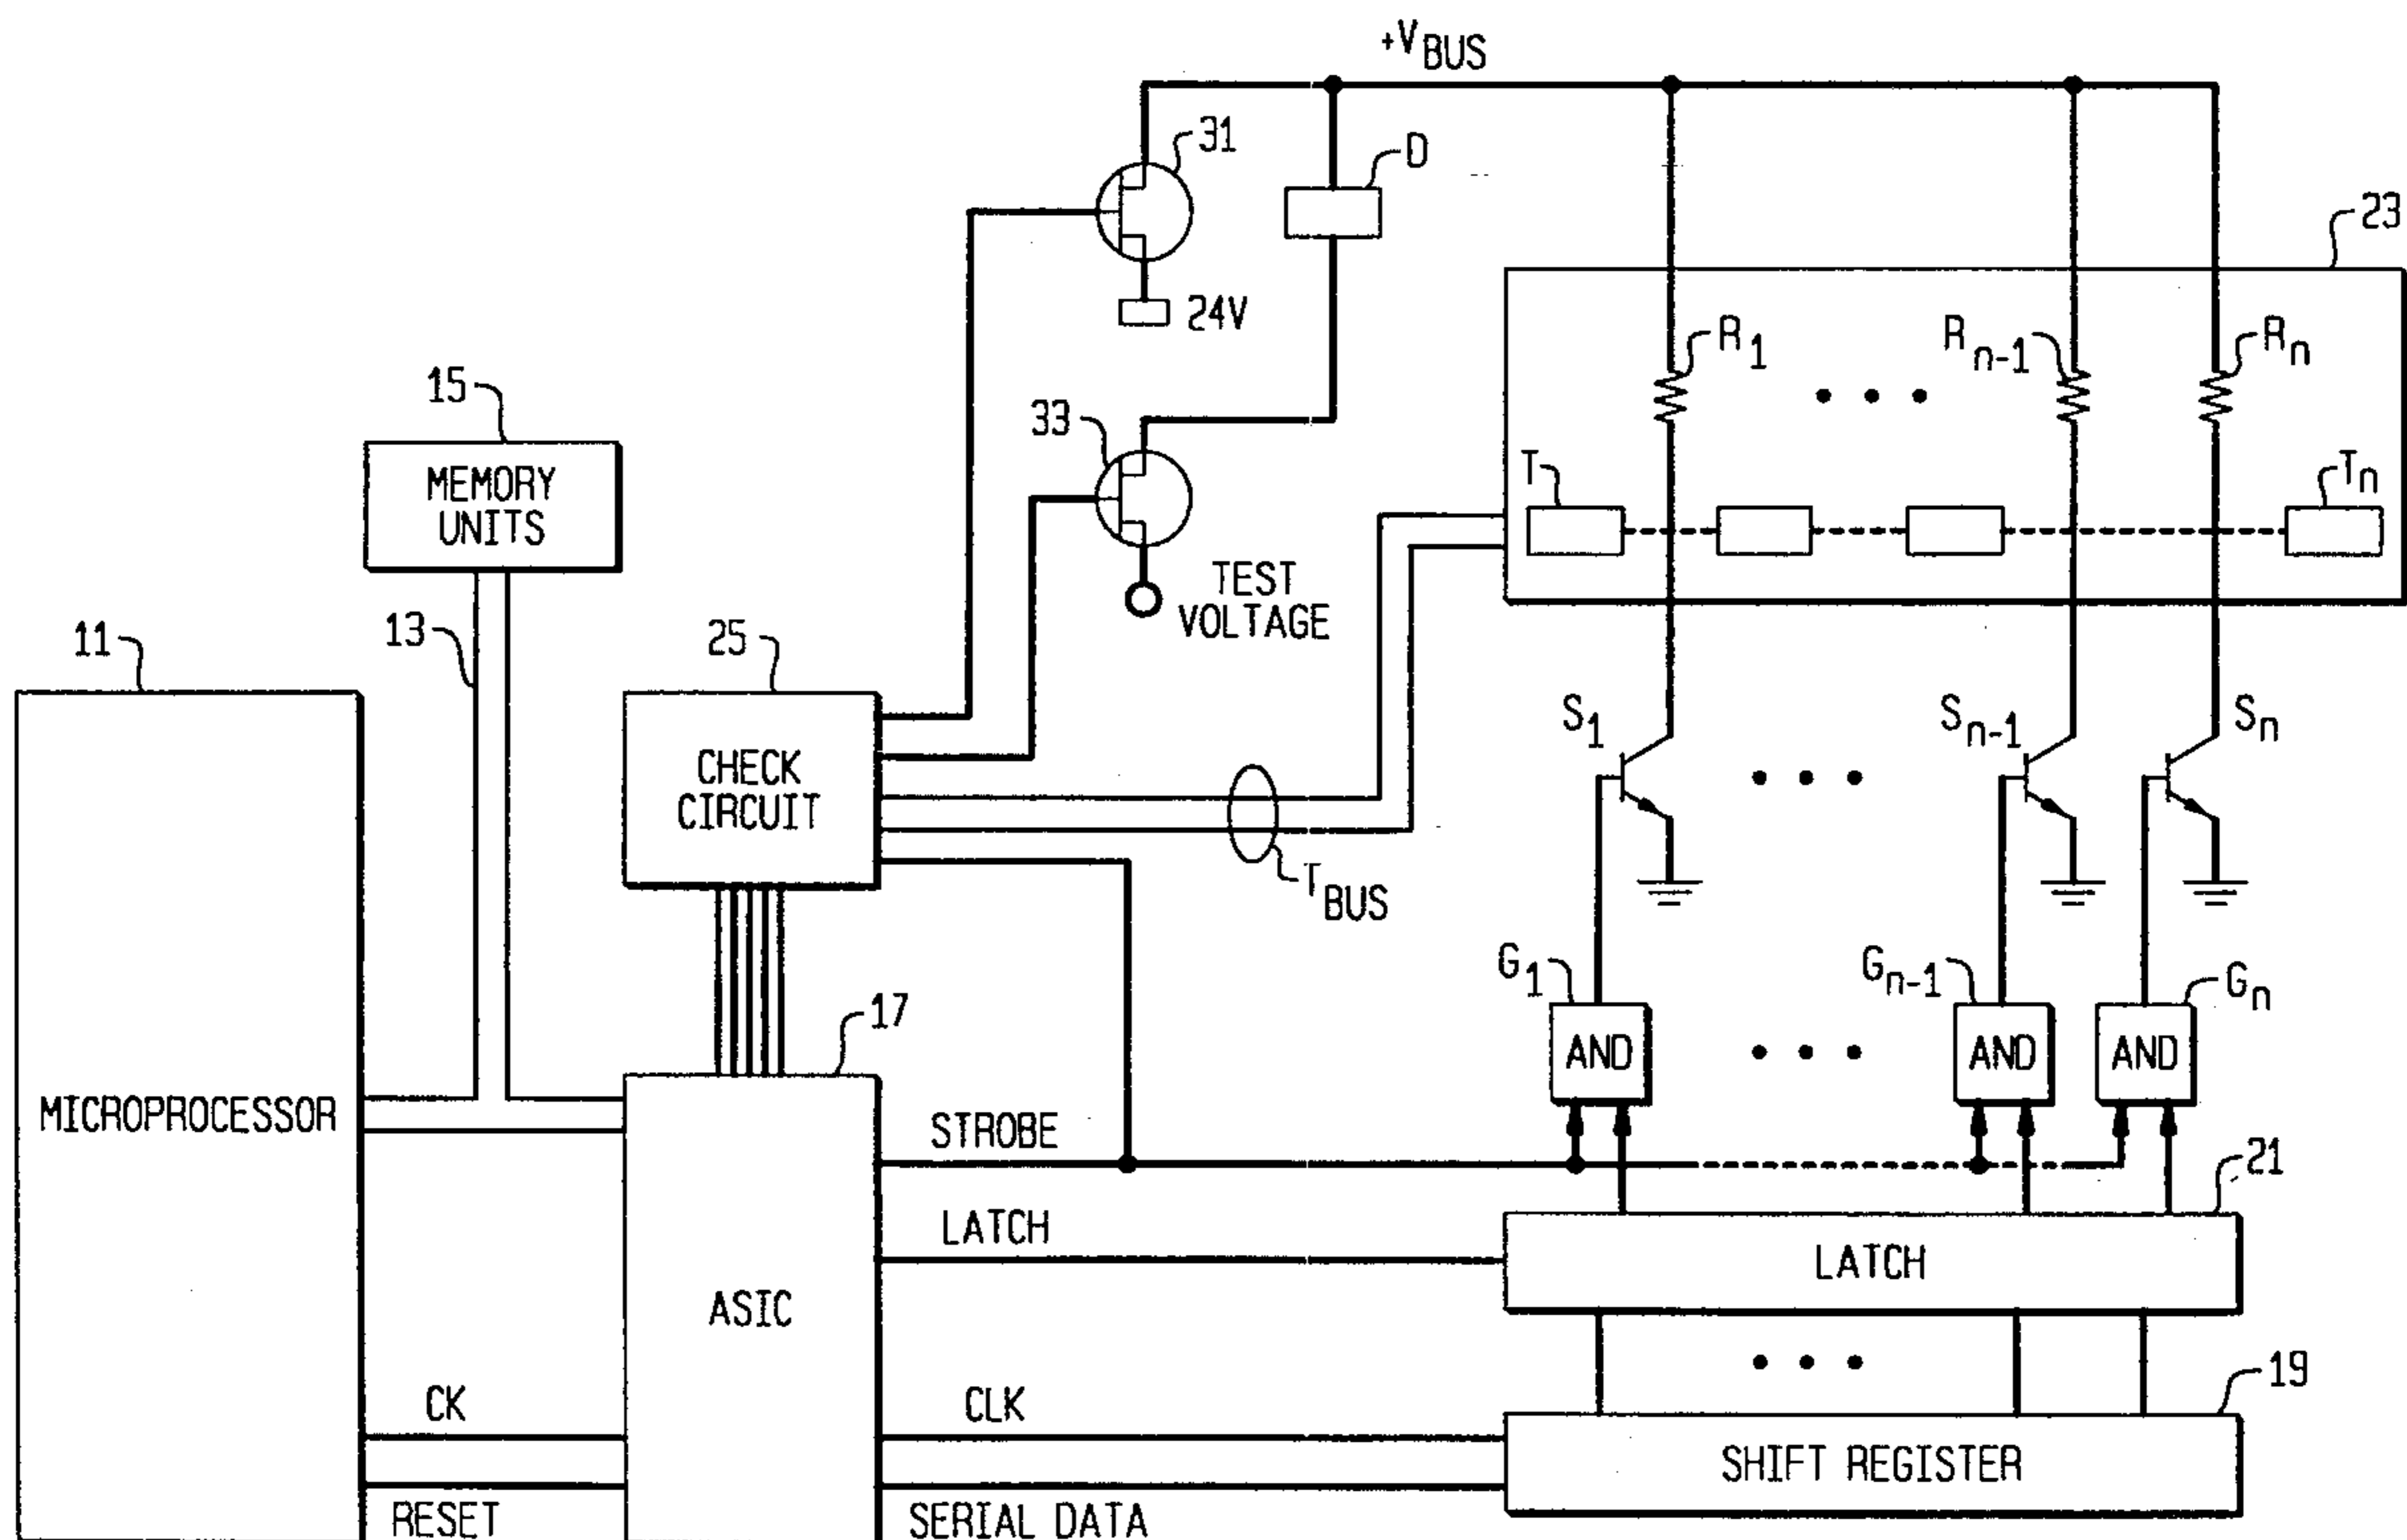 +VBUS
31
D
23
24V
R1
Rn-1
Rn
15
33
MEMORY
UNITS
T
Tn
TEST
VOLTAGE
11
13
25
S1
Sn-1
Sn
CHECK
CIRCUIT
TBUS
G1
Gn-1
Gn
17
AND
AND
AND
MICROPROCESSOR
STROBE
21
LATCH
LATCH
ASIC
19
CK
CLK
SHIFT REGISTER
RESET
SERIAL DATA